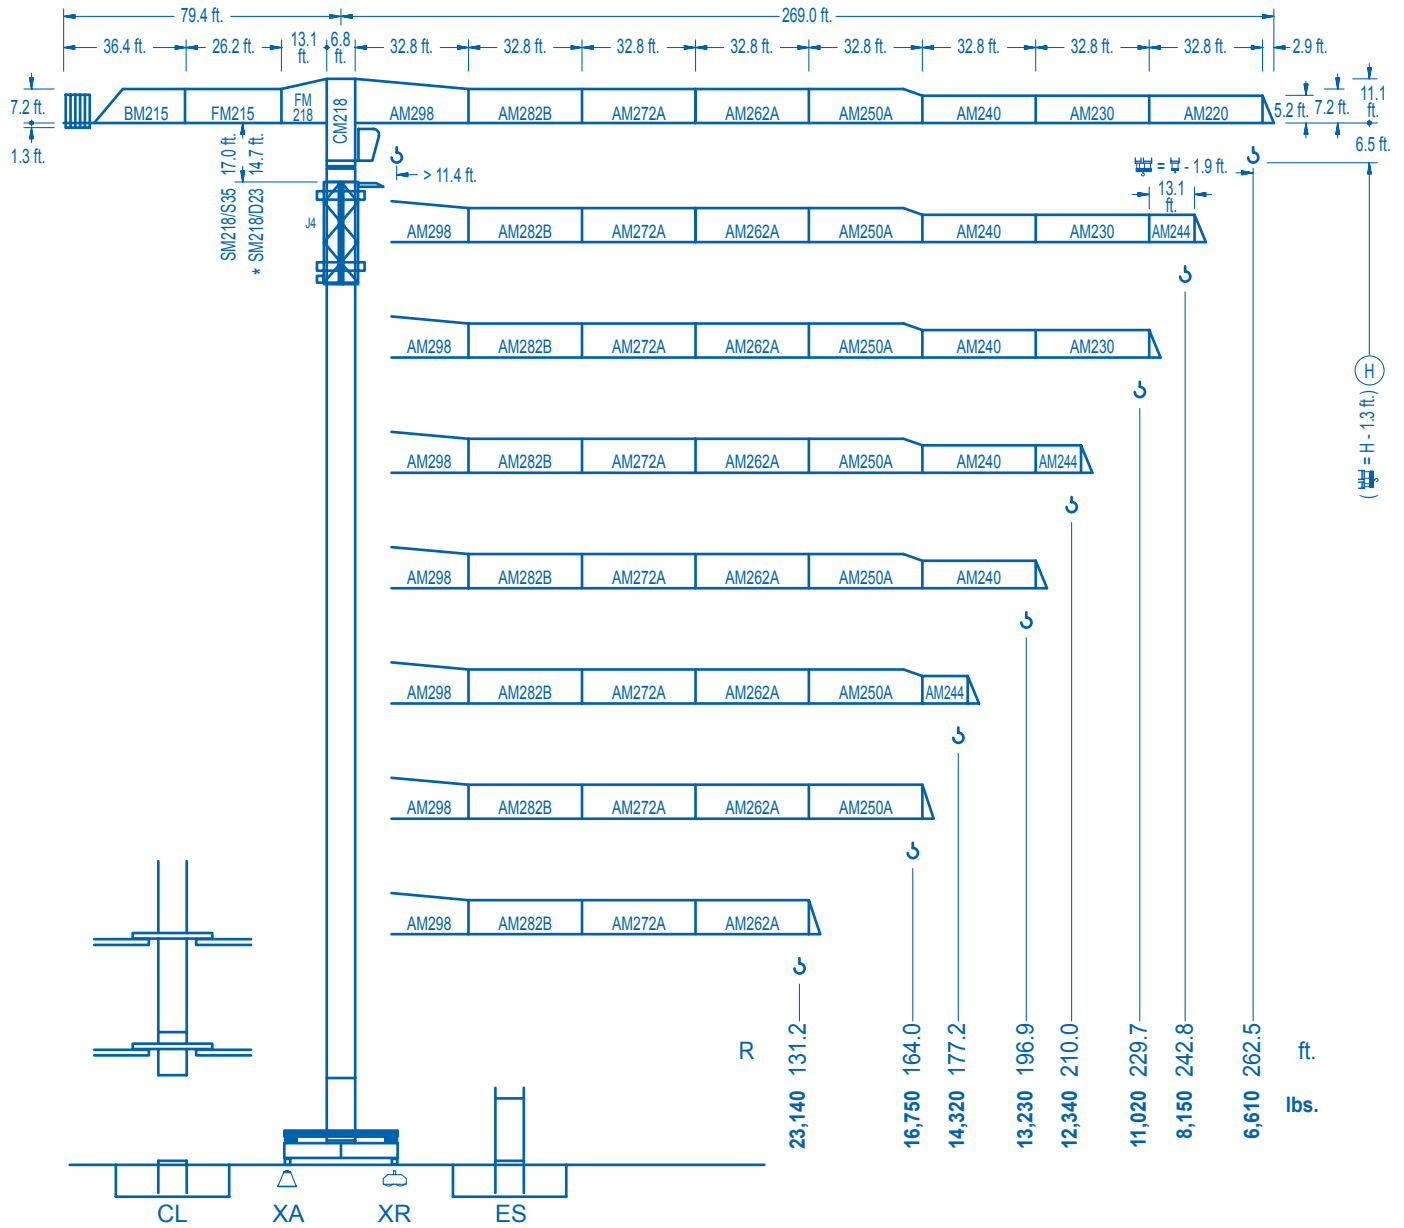 79.4 ft. 269.0 ft.
36.4 ft. 26.2 ft. 13.1 ft. 6.8 ft. 32.8 ft. 32.8 ft. 32.8 ft. 32.8 ft. 32.8 ft. 32.8 ft. 32.8 ft. 32.8 ft. 2.9 ft.
7.2 ft. BM215 FM215 FM 218 CM218 AM298 AM282B AM272A AM262A AM250A AM240 AM230 AM220 5.2 ft. 7.2 ft. 11.1 ft.
1.3 ft. 6.5 ft.
SM218/S35 17.0 ft.
* SM218/D23 14.7 ft.
> 11.4 ft.
= - 1.9 ft.
13.1 ft.
J4
AM298 AM282B AM272A AM262A AM250A AM240 AM230 AM244
AM298 AM282B AM272A AM262A AM250A AM240 AM230
H
( = H - 1.3 ft.)
AM298 AM282B AM272A AM262A AM250A AM240 AM244
AM298 AM282B AM272A AM262A AM250A AM240
AM298 AM282B AM272A AM262A AM250A AM244
AM298 AM282B AM272A AM262A AM250A
AM298 AM282B AM272A AM262A
R 131.2 164.0 177.2 196.9 210.0 229.7 242.8 262.5 ft.
23,140 16,750 14,320 13,230 12,340 11,020 8,150 6,610 lbs.
CL XA XR ES